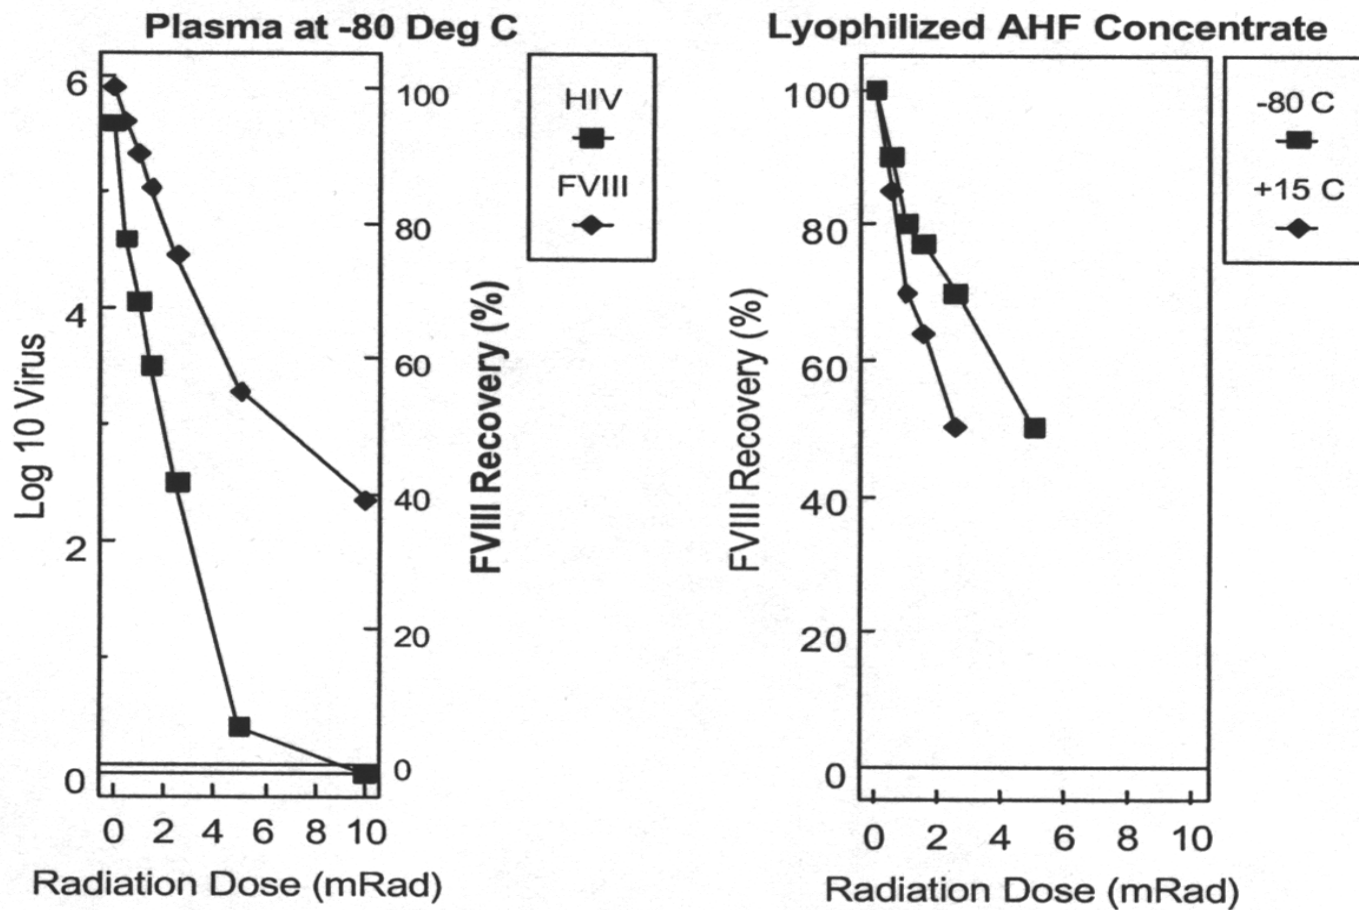 Plasma at -80 Deg C
6
4
2
0
Log 10 Virus
100
80
60
40
20
0
FVIII Recovery (%)
0 2 4 6 8 10
Radiation Dose (mRad)
HIV
FVIII
Lyophilized AHF Concentrate
100
80
60
40
20
0
FVIII Recovery (%)
0 2 4 6 8 10
Radiation Dose (mRad)
-80 C
+15 C